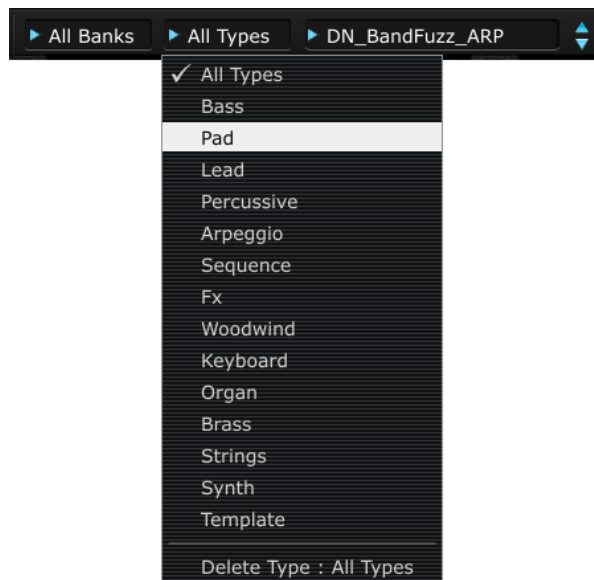 All Banks All Types DN_BandFuzz_ARP
All Types
Bass
Pad
Lead
Percussive
Arpeggio
Sequence
Fx
Woodwind
Keyboard
Organ
Brass
Strings
Synth
Template
Delete Type : All Types